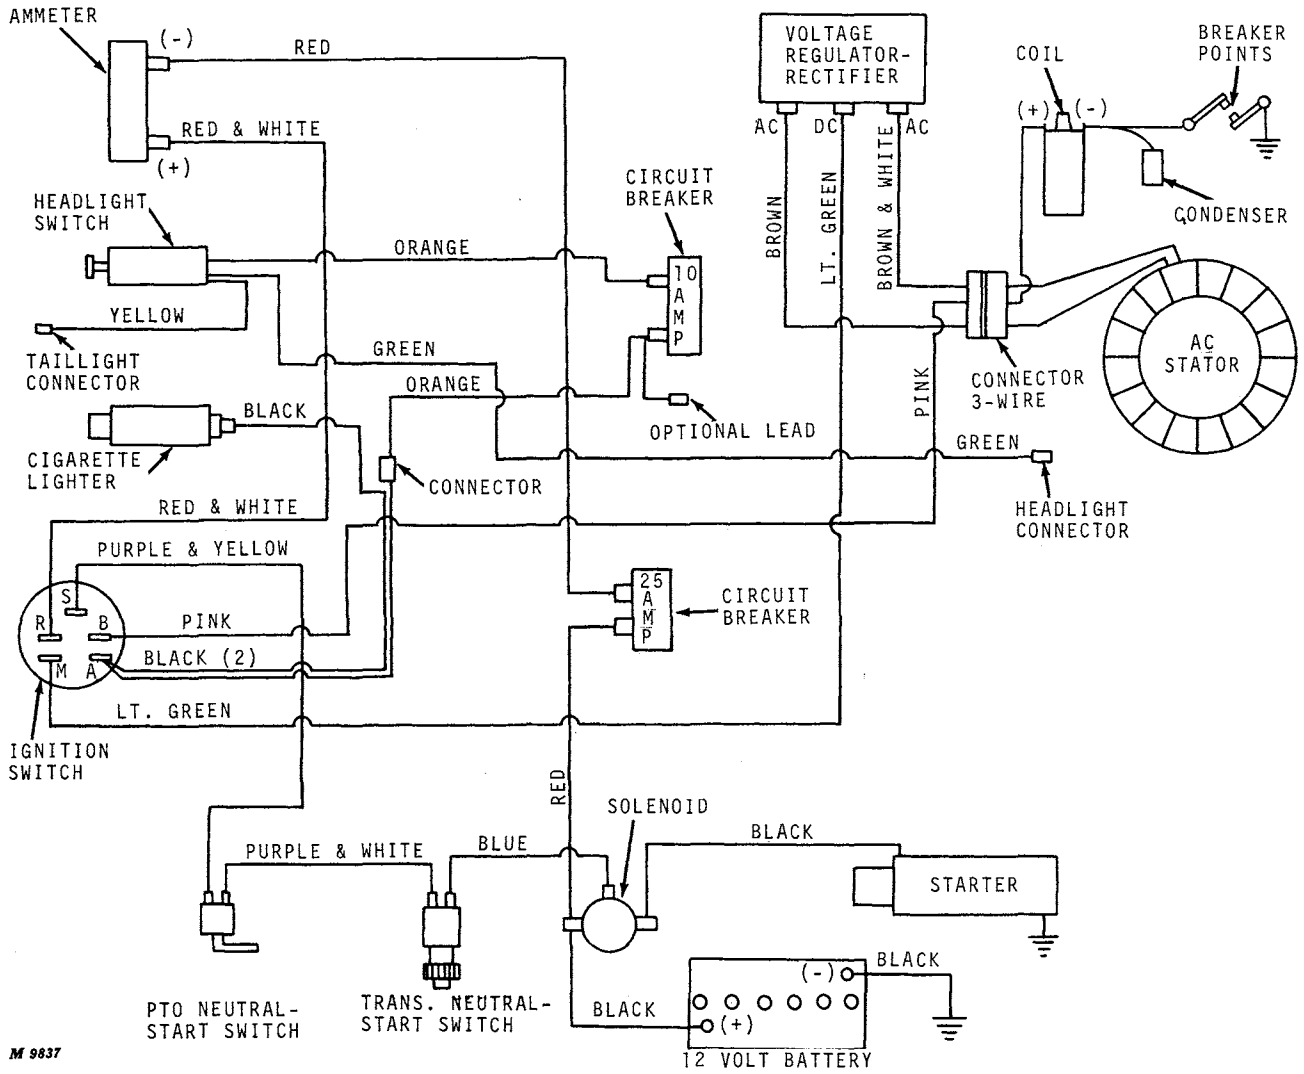 AMMETER
(-)
RED
RED & WHITE
(+)
HEADLIGHT
SWITCH
ORANGE
YELLOW
TAILLIGHT
CONNECTOR
GREEN
ORANGE
BLACK
CIGARETTE
LIGHTER
CONNECTOR
RED & WHITE
PURPLE & YELLOW
S
R
B
M
A
PINK
BLACK (2)
LT. GREEN
IGNITION
SWITCH
CIRCUIT
BREAKER
10
A
M
P
OPTIONAL LEAD
VOLTAGE
REGULATOR-
RECTIFIER
AC
DC
AC
BROWN
LT. GREEN
BROWN & WHITE
COIL
(+)
(-)
BREAKER
POINTS
CONDENSER
AC
STATOR
CONNECTOR
3-WIRE
PINK
GREEN
HEADLIGHT
CONNECTOR
25
A
M
P
CIRCUIT
BREAKER
RED
SOLENOID
BLACK
STARTER
PURPLE & WHITE
BLUE
PTO NEUTRAL-
START SWITCH
TRANS. NEUTRAL-
START SWITCH
BLACK
(-)
BLACK
(+)
12 VOLT BATTERY
M 9837